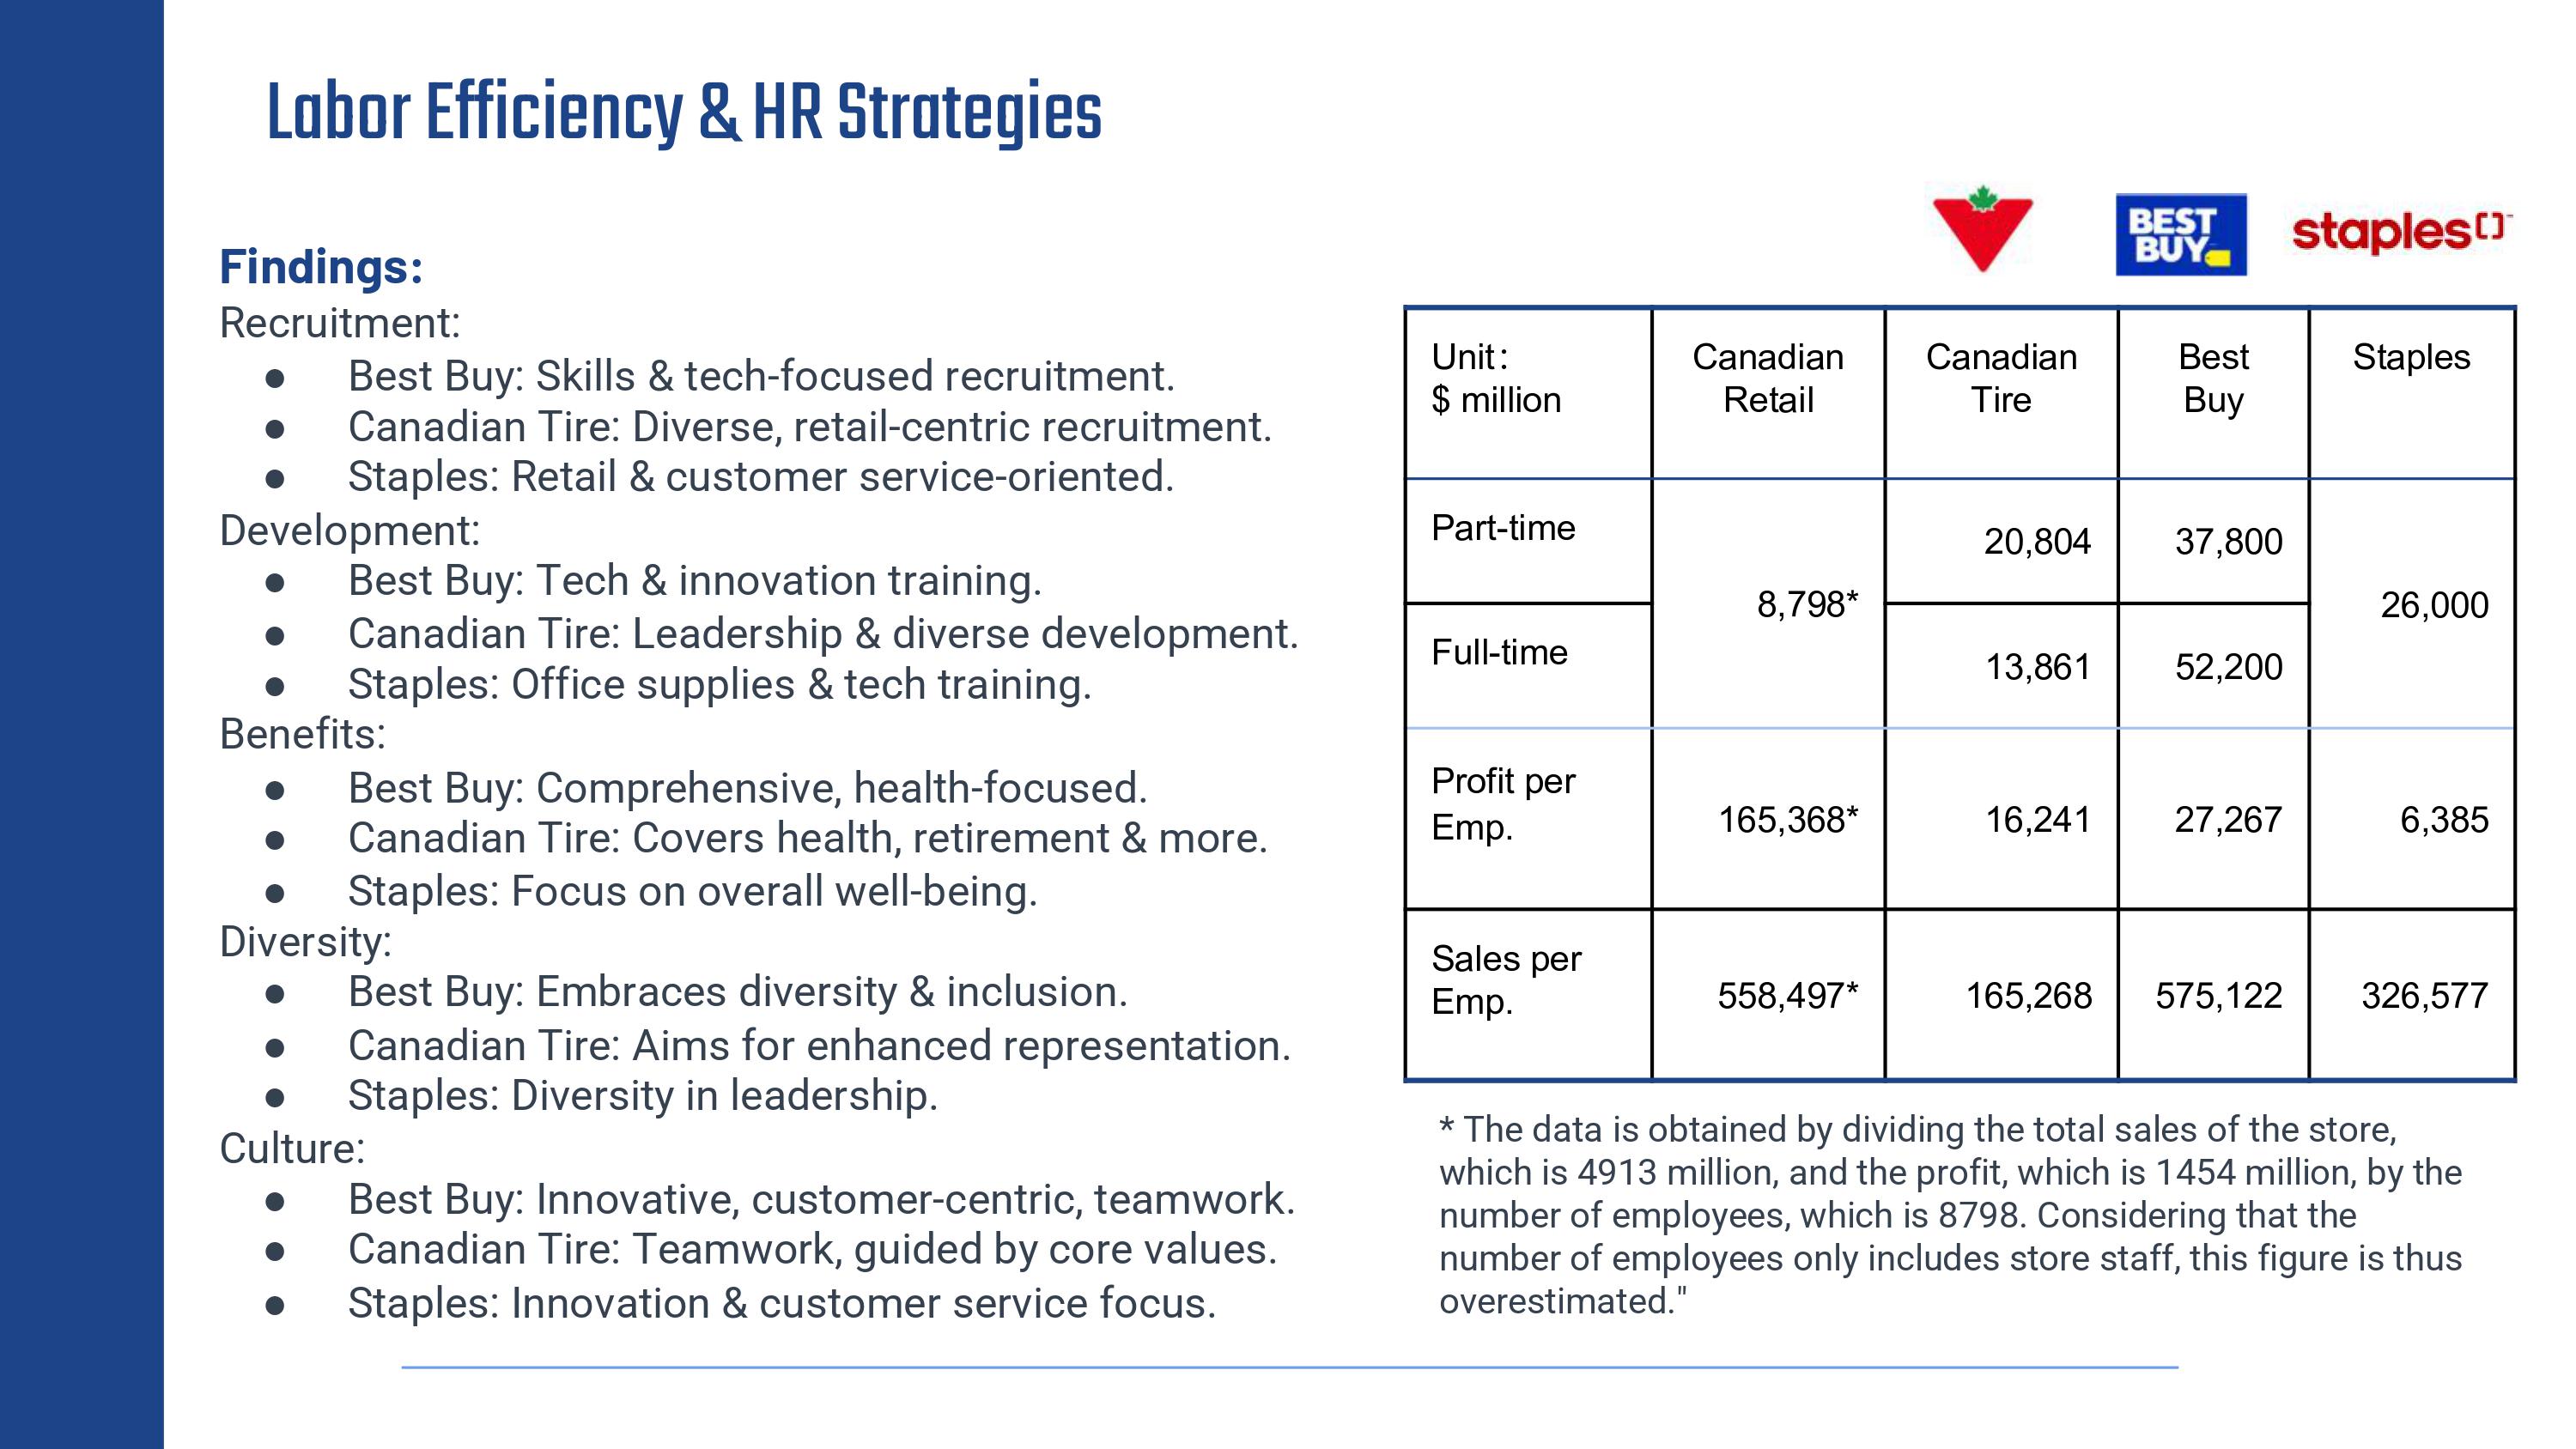 Labor Efficiency & HR Strategies
Findings:
Recruitment:
● Best Buy: Skills & tech-focused recruitment.
● Canadian Tire: Diverse, retail-centric recruitment.
● Staples: Retail & customer service-oriented.
Development:
● Best Buy: Tech & innovation training.
● Canadian Tire: Leadership & diverse development.
● Staples: Office supplies & tech training.
Benefits:
● Best Buy: Comprehensive, health-focused.
● Canadian Tire: Covers health, retirement & more.
● Staples: Focus on overall well-being.
Diversity:
● Best Buy: Embraces diversity & inclusion.
● Canadian Tire: Aims for enhanced representation.
● Staples: Diversity in leadership.
Culture:
● Best Buy: Innovative, customer-centric, teamwork.
● Canadian Tire: Teamwork, guided by core values.
● Staples: Innovation & customer service focus.
BEST
BUY
staples
Unit: Canadian Canadian Best Staples
$ million Retail Tire Buy
Part-time 20,804 37,800
8,798* 26,000
Full-time 13,861 52,200
Profit per
Emp. 165,368* 16,241 27,267 6,385
Sales per
Emp. 558,497* 165,268 575,122 326,577
* The data is obtained by dividing the total sales of the store,
which is 4913 million, and the profit, which is 1454 million, by the
number of employees, which is 8798. Considering that the
number of employees only includes store staff, this figure is thus
overestimated."